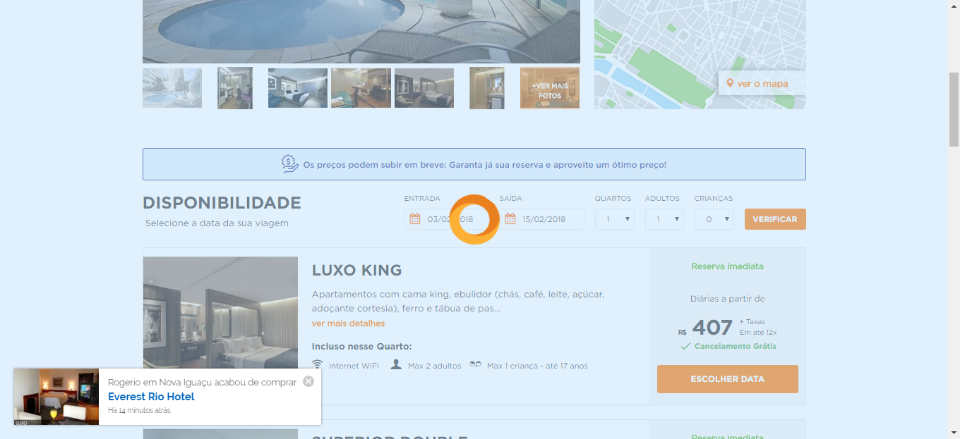 +VER MAIS
FOTOS
ver o mapa
Os preços podem subir em breve: Garanta já sua reserva e aproveite um ótimo preço!
DISPONIBILIDADE
Selecione a data da sua viagem
ENTRADA
SAÍDA
QUARTOS
ADULTOS
CRIANÇAS
03/02/2018
15/02/2018
1
1
0
VERIFICAR
LUXO KING
Apartamentos com cama king, ebulidor (chás, café, leite, açúcar,
adoçante cortesia), ferro e tábua de pas...
ver mais detalhes
Incluso nesse Quarto:
Internet WIFI
Max 2 adultos
Max 1 criança - até 17 anos
Reserva imediata
Diárias a partir de
R$ 407
+ Taxas
Em até 12x
Cancelamento Grátis
ESCOLHER DATA
Rogerio em Nova Iguaçu acabou de comprar
Everest Rio Hotel
Há 14 minutos atrás
LUXO
SUPERIOR DOUBLE
Reserva imediata